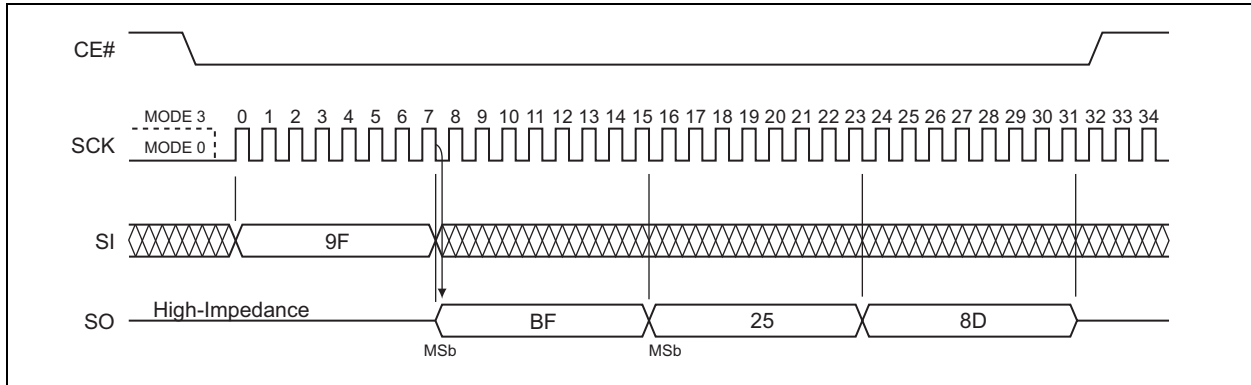 CE#
MODE 3
0 1 2 3 4 5 6 7 8 9 10 11 12 13 14 15 16 17 18 19 20 21 22 23 24 25 26 27 28 29 30 31 32 33 34
SCK
MODE 0
SI
9F
SO
High-Impedance
BF
25
8D
MSb
MSb